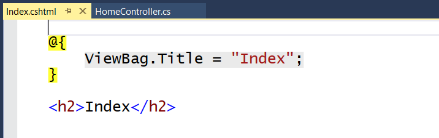 Index.cshtml HomeController.cs
@{
ViewBag.Title = "Index";
}
<h2>Index</h2>